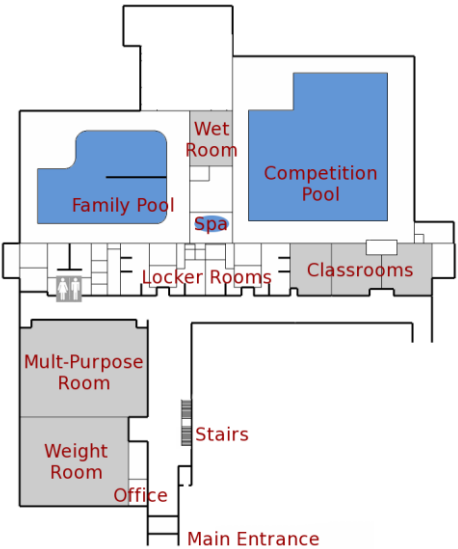 Wet
Room
Competition
Pool
Family Pool
Spa
Locker Rooms
Classrooms
Mult-Purpose
Room
Stairs
Weight
Room
Office
Main Entrance